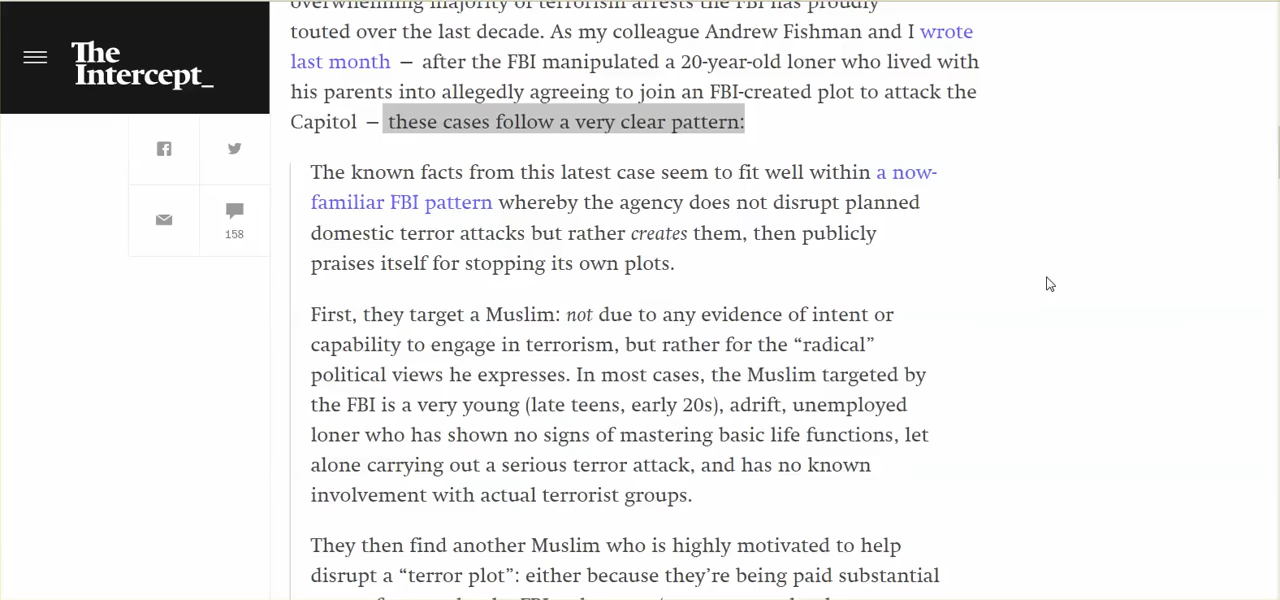 overwhelming majority of terrorism arrests the FBI has proudly
The
Intercept_
touted over the last decade. As my colleague Andrew Fishman and I wrote
last month — after the FBI manipulated a 20-year-old loner who lived with
his parents into allegedly agreeing to join an FBI-created plot to attack the
Capitol — these cases follow a very clear pattern:
158
The known facts from this latest case seem to fit well within a now-
familiar FBI pattern whereby the agency does not disrupt planned
domestic terror attacks but rather creates them, then publicly
praises itself for stopping its own plots.
First, they target a Muslim: not due to any evidence of intent or
capability to engage in terrorism, but rather for the “radical”
political views he expresses. In most cases, the Muslim targeted by
the FBI is a very young (late teens, early 20s), adrift, unemployed
loner who has shown no signs of mastering basic life functions, let
alone carrying out a serious terror attack, and has no known
involvement with actual terrorist groups.
They then find another Muslim who is highly motivated to help
disrupt a “terror plot”: either because they’re being paid substantial